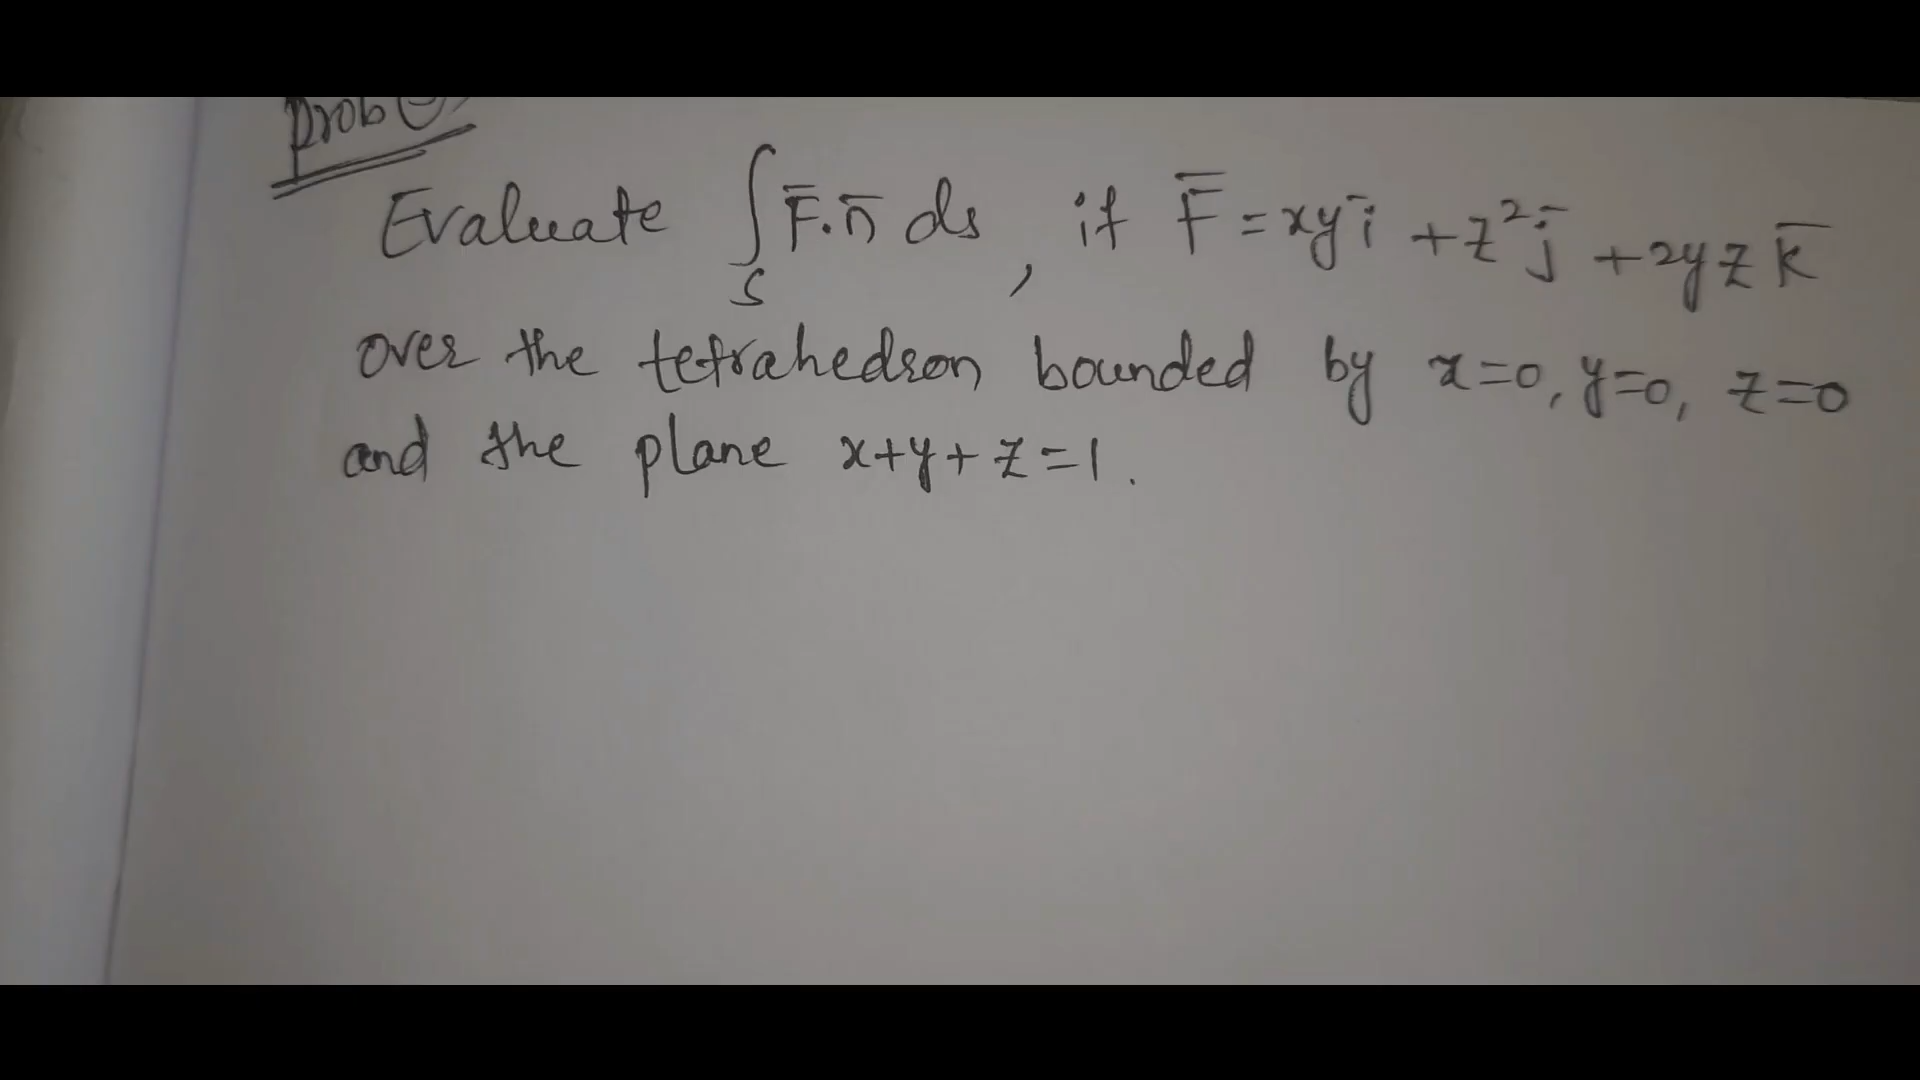 Prob
Evaluate ∫_S F̄.n̄ ds, if F̄ = xy ī + z² j̄ + 2yz k̄
over the tetrahedron bounded by x=0, y=0, z=0
and the plane x+y+z=1.